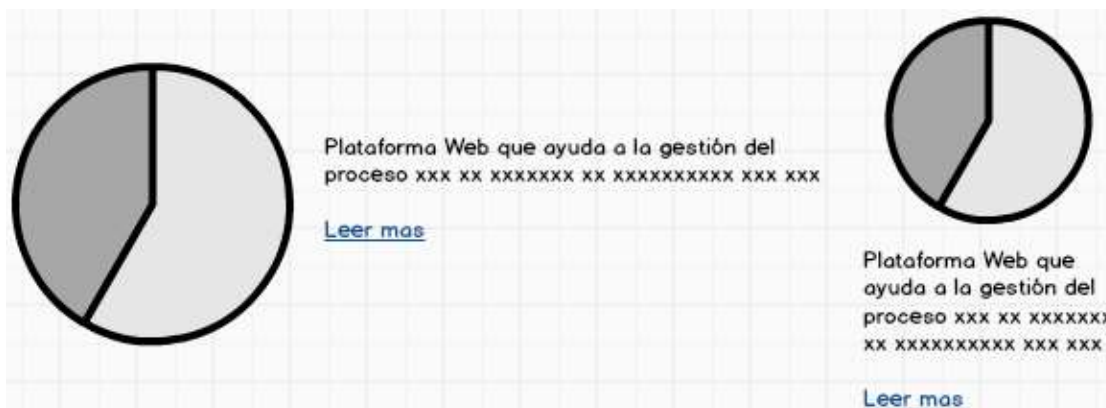 Plataforma Web que ayuda a la gestión del
proceso xxx xx xxxxxxx xx xxxxxxxxxx xxx xxx
Leer mas
Plataforma Web que
ayuda a la gestión del
proceso xxx xx xxxxxxx
xx xxxxxxxxxx xxx xxx
Leer mas